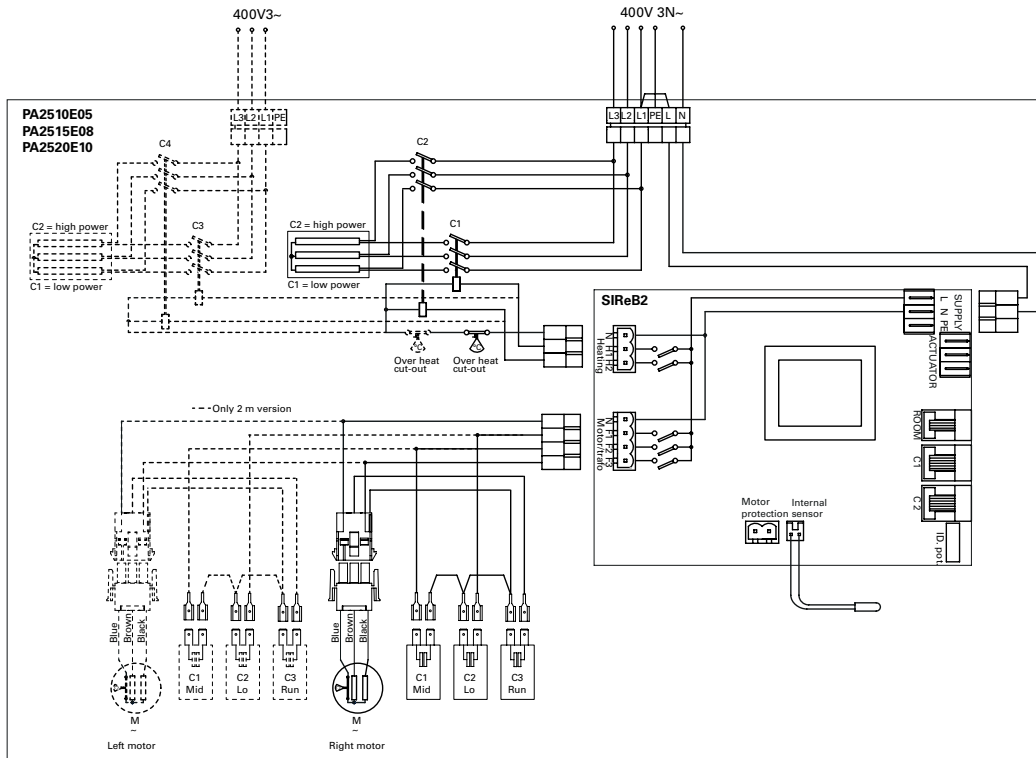 400V3~
400V 3N~
PA2510E05
PA2515E08
PA2520E10
L3 L2 L1 PE
L3 L2 L1 PE L N
C4
C2
C3
C1
C2 = high power
C1 = low power
C2 = high power
C1 = low power
°C
°C
Over heat
cut-out
Over heat
cut-out
SIReB2
N H1 H2
Heating
L N PE
SUPPLY
ACTUATOR
--- Only 2 m version
N F1 F2 F3
Motor/trafo
ROOM
C1
C 2
ID. pot.
Motor
protection
Internal
sensor
Blue
Brown
Black
C1
Mid
C2
Lo
C3
Run
Blue
Brown
Black
C1
Mid
C2
Lo
C3
Run
M
~
Left motor
M
~
Right motor